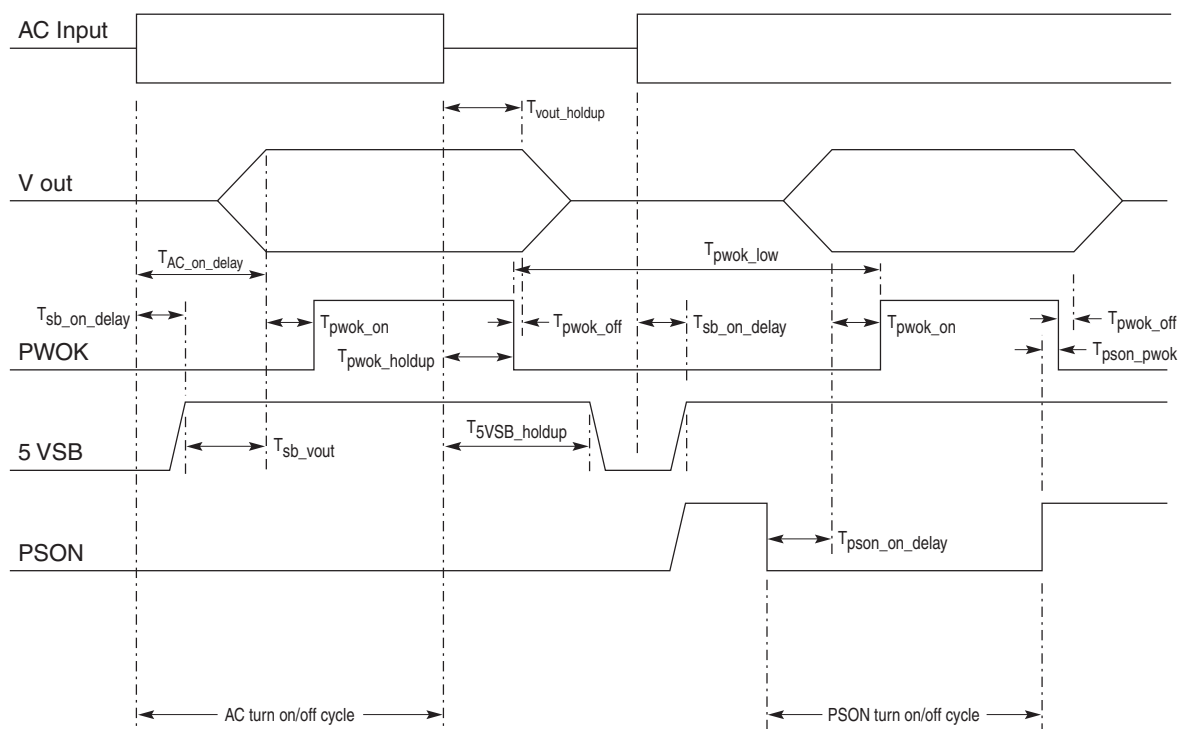 AC Input
T_vout_holdup
V out
T_AC_on_delay
T_pwok_low
T_sb_on_delay
T_pwok_on
T_pwok_off
T_sb_on_delay
T_pwok_on
T_pwok_off
PWOK
T_pwok_holdup
T_pson_pwok
5 VSB
T_sb_vout
T_5VSB_holdup
PSON
T_pson_on_delay
AC turn on/off cycle
PSON turn on/off cycle